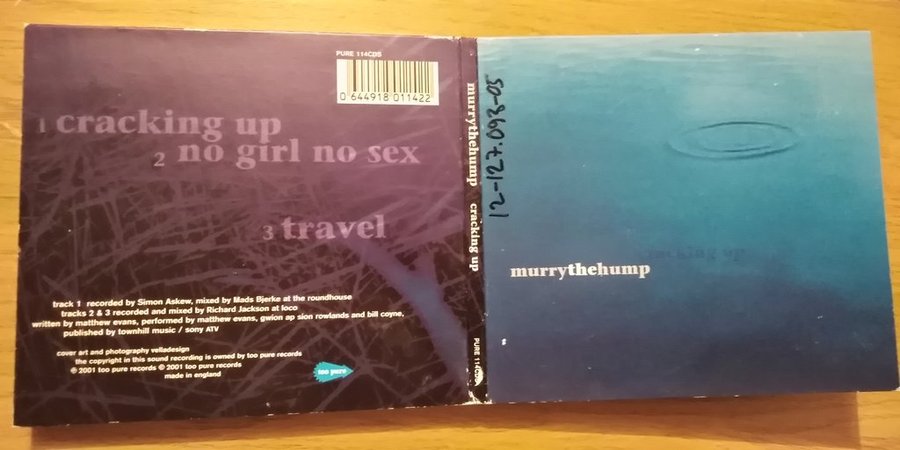 PURE 114CDS
0 644918 011422
1 cracking up
2 no girl no sex
3 travel
track 1 recorded by Simon Askew, mixed by Mads Bjerke at the roundhouse
tracks 2 & 3 recorded and mixed by Richard Jackson at loco
written by matthew evans, performed by matthew evans, gwion ap sion rowlands and bill coyne,
published by townhill music / sony ATV
cover art and photography velladesign
the copyright in this sound recording is owned by too pure records
℗ 2001 too pure records © 2001 too pure records
made in england
too pure
murrythehump cracking up
PURE 114CDS
12-127.093-05
cracking up
murrythehump